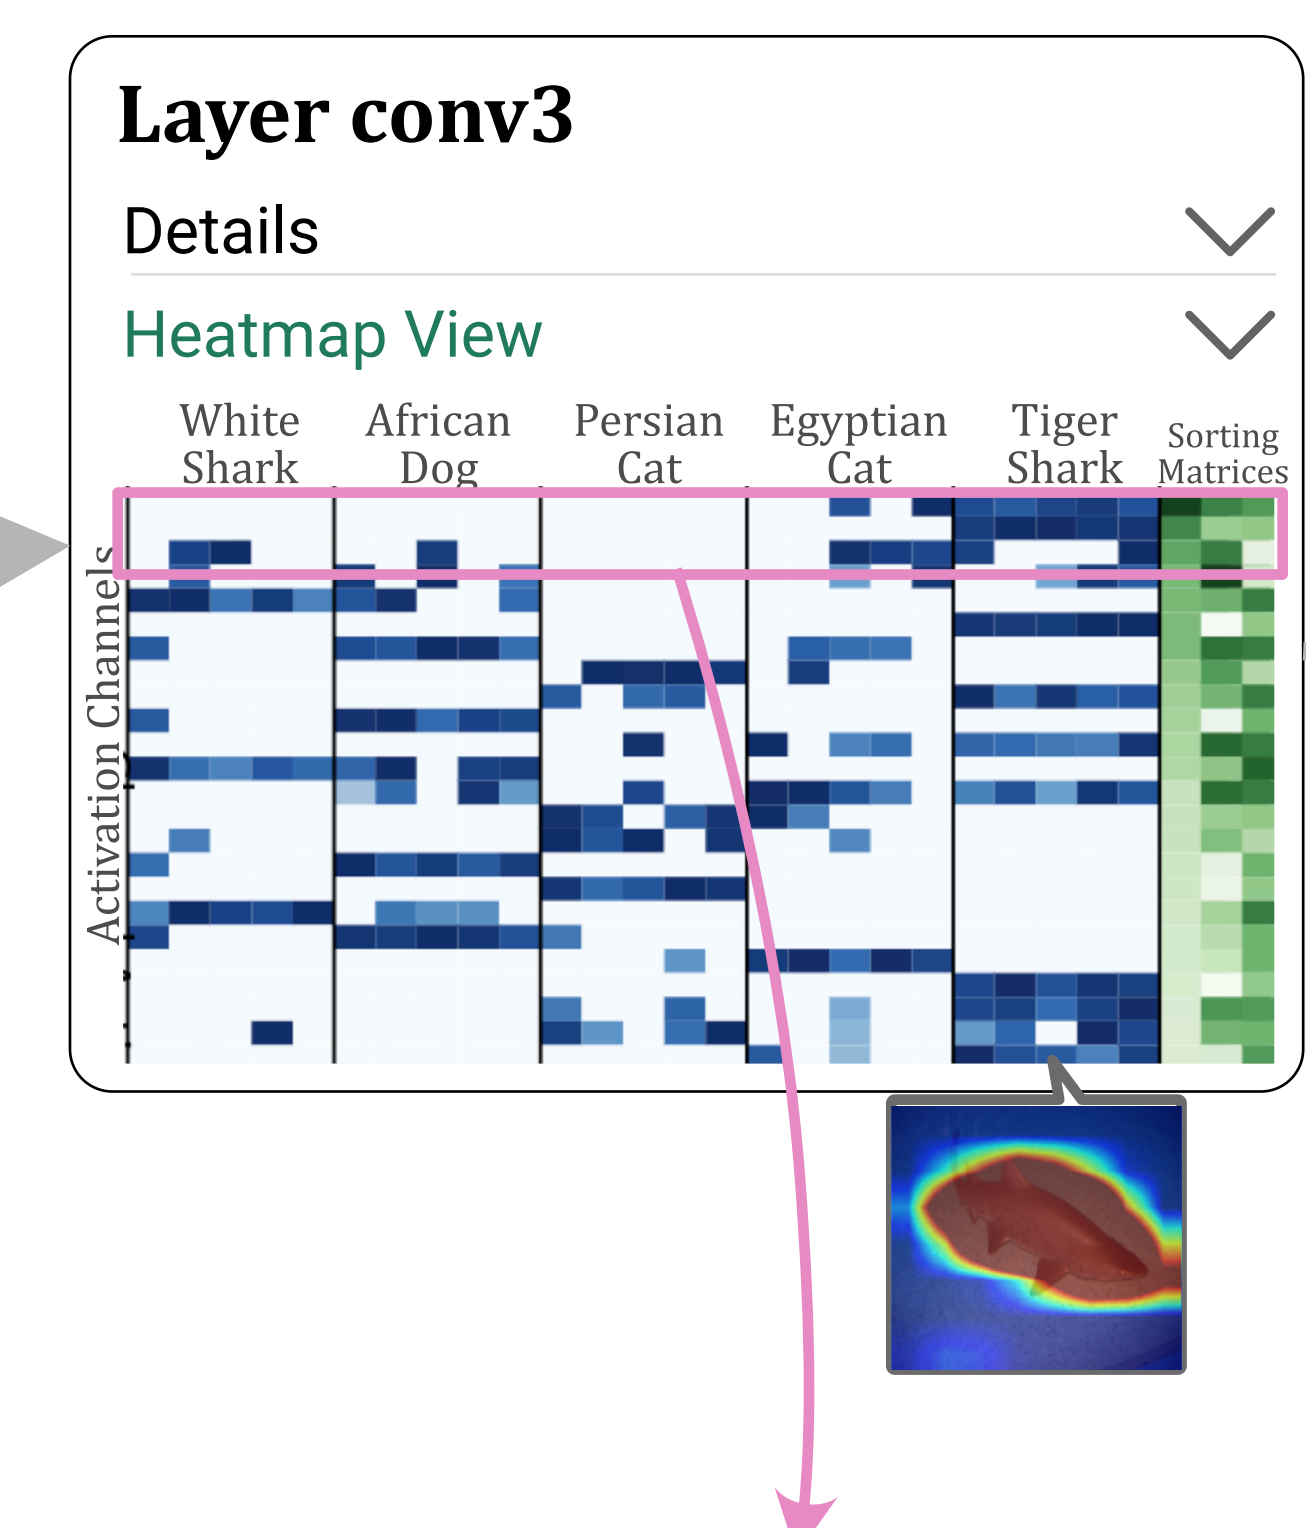 Layer conv3
Details
Heatmap View
White
Shark
African
Dog
Persian
Cat
Egyptian
Cat
Tiger
Shark
Sorting
Matrices
Activation Channels